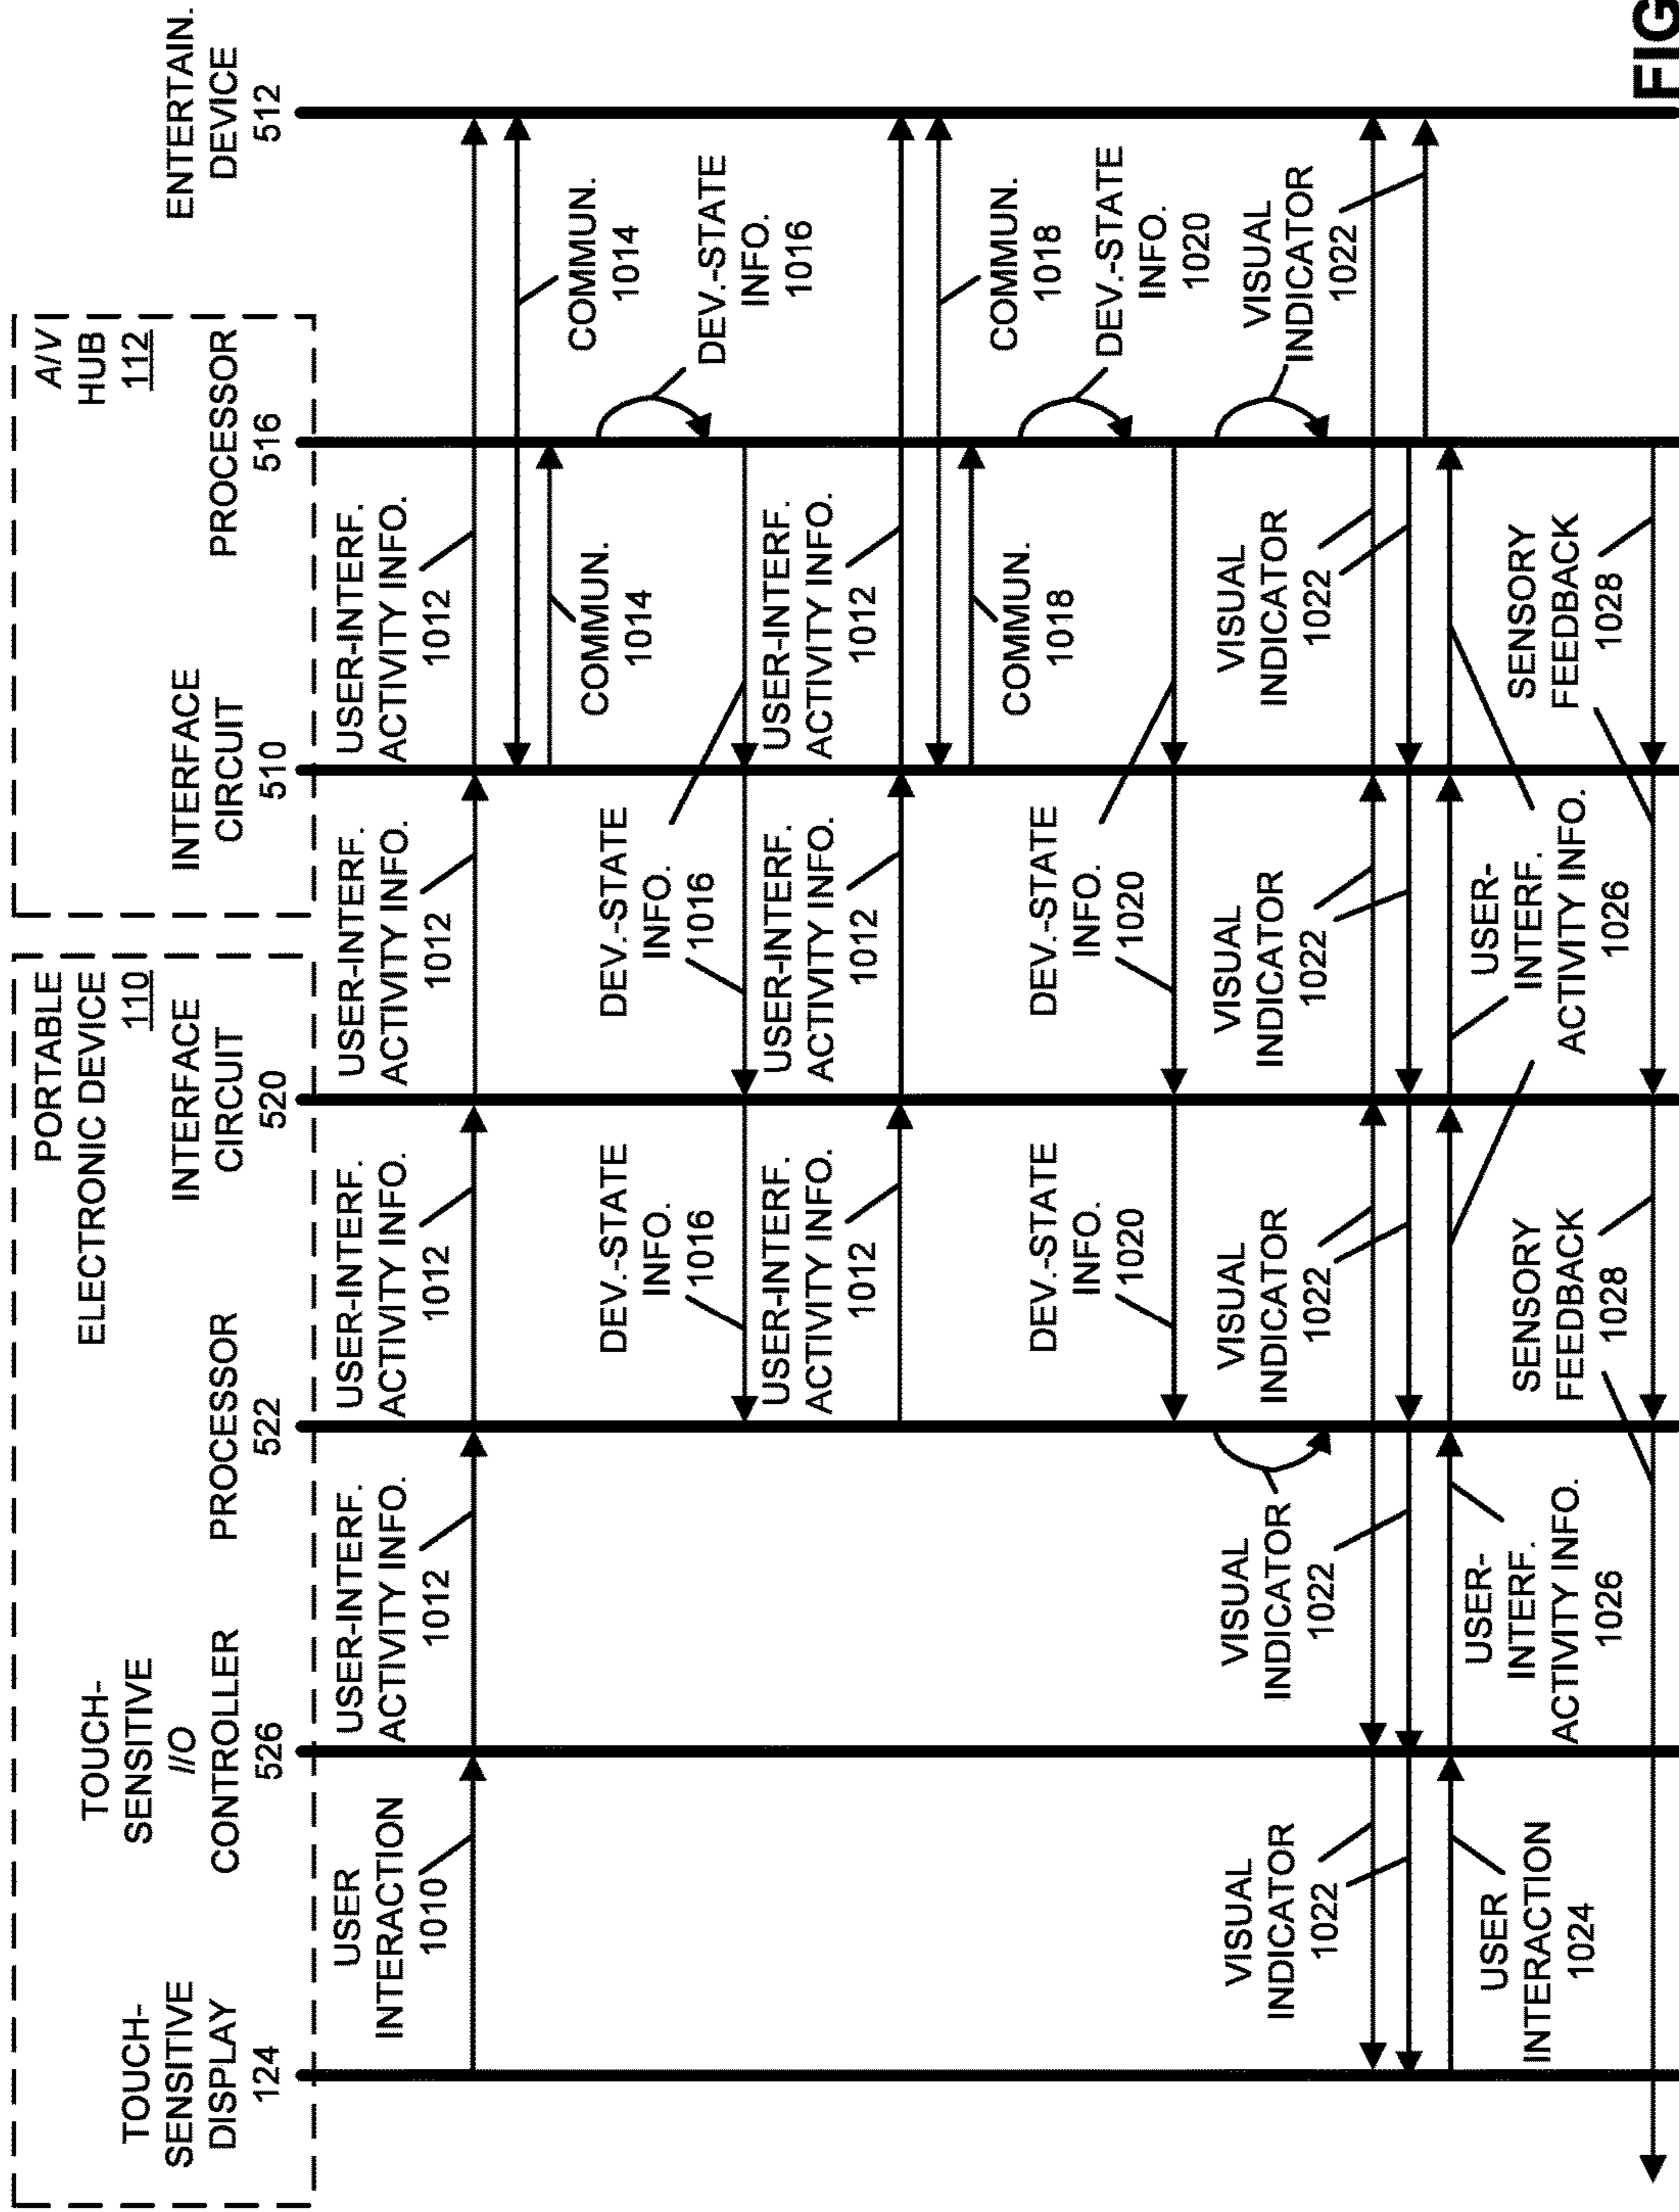 PORTABLE
ELECTRONIC DEVICE
110
TOUCH-
SENSITIVE
DISPLAY
124
TOUCH-
SENSITIVE
I/O
CONTROLLER
526
PROCESSOR
522
INTERFACE
CIRCUIT
520
A/V
HUB
112
INTERFACE
CIRCUIT
510
PROCESSOR
516
ENTERTAIN.
DEVICE
512
USER
INTERACTION
1010
USER-INTERF.
ACTIVITY INFO.
1012
USER-INTERF.
ACTIVITY INFO.
1012
USER-INTERF.
ACTIVITY INFO.
1012
USER-INTERF.
ACTIVITY INFO.
1012
COMMUN.
1014
COMMUN.
1014
DEV.-STATE
INFO.
1016
DEV.-STATE
INFO.
1016
DEV.-STATE
INFO.
1016
USER-INTERF.
ACTIVITY INFO.
1012
USER-INTERF.
ACTIVITY INFO.
1012
USER-INTERF.
ACTIVITY INFO.
1012
COMMUN.
1018
COMMUN.
1018
DEV.-STATE
INFO.
1020
DEV.-STATE
INFO.
1020
DEV.-STATE
INFO.
1020
VISUAL
INDICATOR
1022
VISUAL
INDICATOR
1022
VISUAL
INDICATOR
1022
VISUAL
INDICATOR
1022
VISUAL
INDICATOR
1022
VISUAL
INDICATOR
1022
USER
INTERACTION
1024
USER-
INTERF.
ACTIVITY INFO.
1026
USER-
INTERF.
ACTIVITY INFO.
1026
SENSORY
FEEDBACK
1028
SENSORY
FEEDBACK
1028
FIG